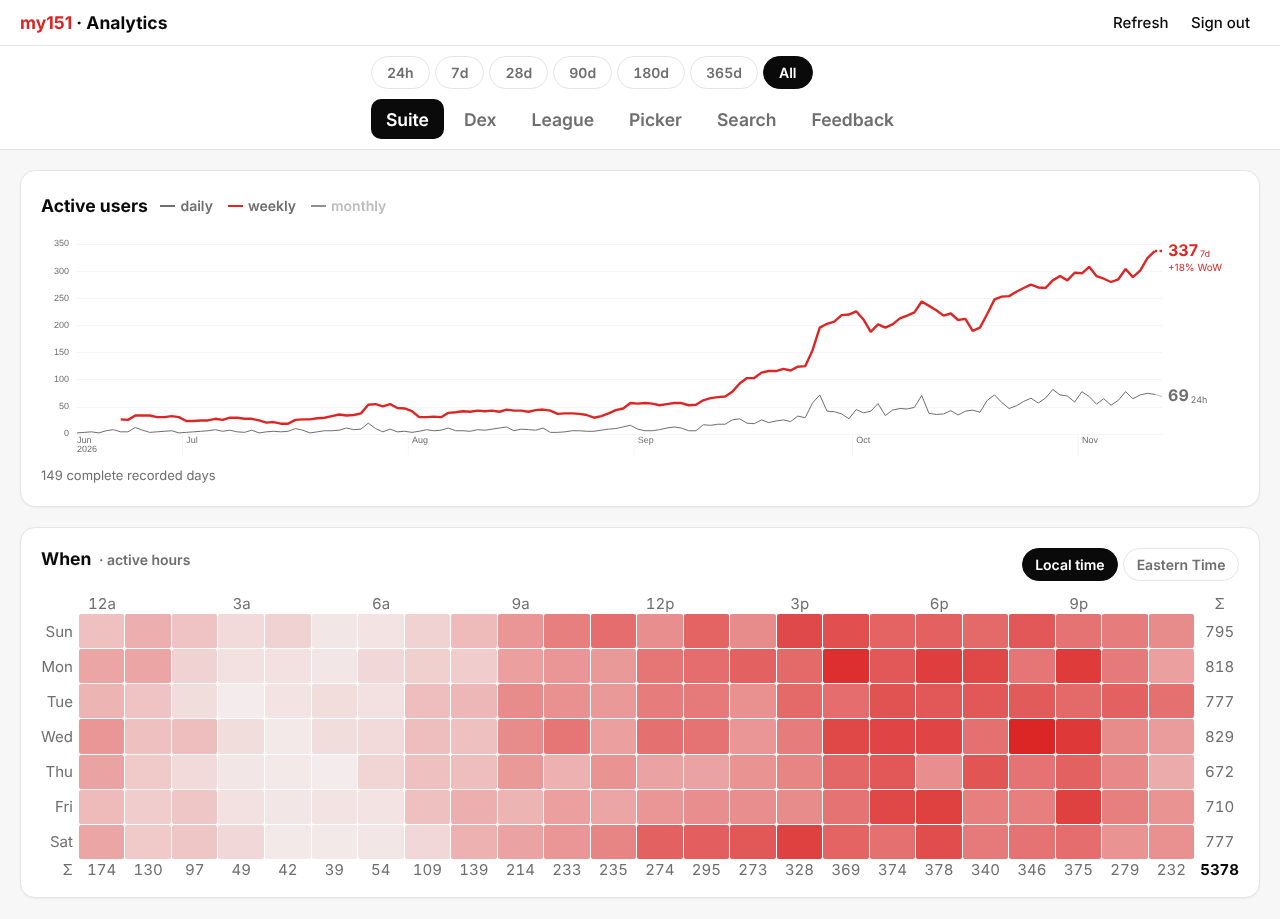 my151 · Analytics
Refresh Sign out
24h 7d 28d 90d 180d 365d All
Suite Dex League Picker Search Feedback
Active users — daily — weekly — monthly
350
300
250
200
150
100
50
0
337 7d
+18% WoW
69 24h
Jun Jul Aug Sep Oct Nov
2026
149 complete recorded days
When · active hours
Local time Eastern Time
12a 3a 6a 9a 12p 3p 6p 9p Σ
Sun 795
Mon 818
Tue 777
Wed 829
Thu 672
Fri 710
Sat 777
Σ 174 130 97 49 42 39 54 109 139 214 233 235 274 295 273 328 369 374 378 340 346 375 279 232 5378